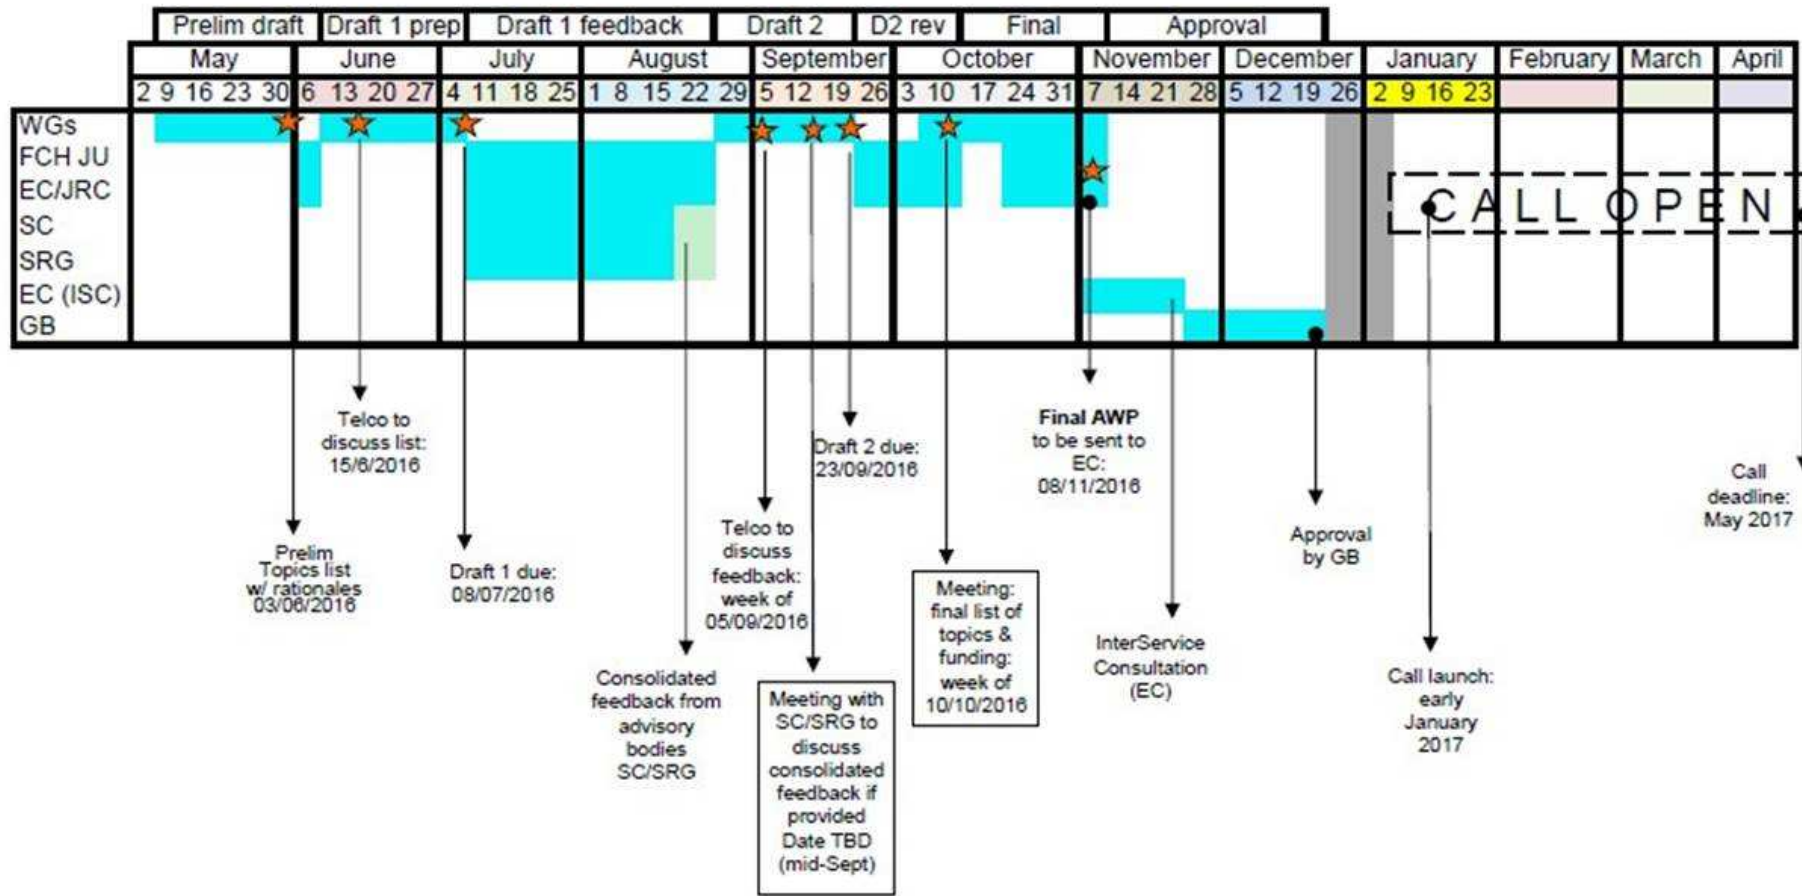 Prelim draft Draft 1 prep Draft 1 feedback Draft 2 D2 rev Final Approval
May June July August September October November December January February March April
2 9 16 23 30 6 13 20 27 4 11 18 25 1 8 15 22 29 5 12 19 26 3 10 17 24 31 7 14 21 28 5 12 19 26 2 9 16 23
WGs
FCH JU
EC/JRC
SC
SRG
EC (ISC)
GB
CALL OPEN
Prelim
Topics list
w/ rationales
03/06/2016
Telco to
discuss list:
15/6/2016
Draft 1 due:
08/07/2016
Consolidated
feedback from
advisory
bodies
SC/SRG
Telco to
discuss
feedback:
week of
05/09/2016
Meeting with
SC/SRG to
discuss
consolidated
feedback if
provided
Date TBD
(mid-Sept)
Draft 2 due:
23/09/2016
Meeting:
final list of
topics &
funding:
week of
10/10/2016
Final AWP
to be sent to
EC:
08/11/2016
InterService
Consultation
(EC)
Approval
by GB
Call launch:
early
January
2017
Call
deadline:
May 2017